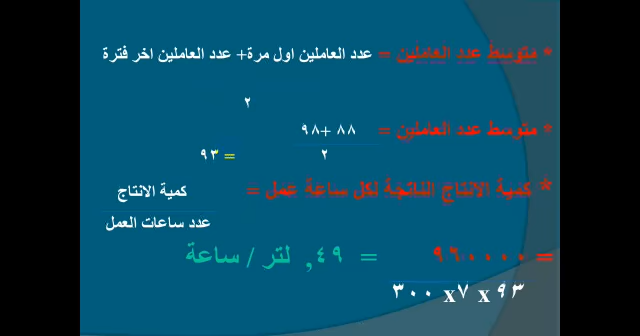 * متوسط عدد العاملين = عدد العاملين اول مرة+ عدد العاملين اخر فترة
٢
* متوسط عدد العاملين = ٨٨ +٩٨
٢
= ٩٣
* كمية الانتاج الناتجة لكل ساعة عمل = كمية الانتاج
عدد ساعات العمل
= ٩٦٠٠٠٠ = ٤٩, لتر / ساعة
٩٣ x ٧x ٣٠٠